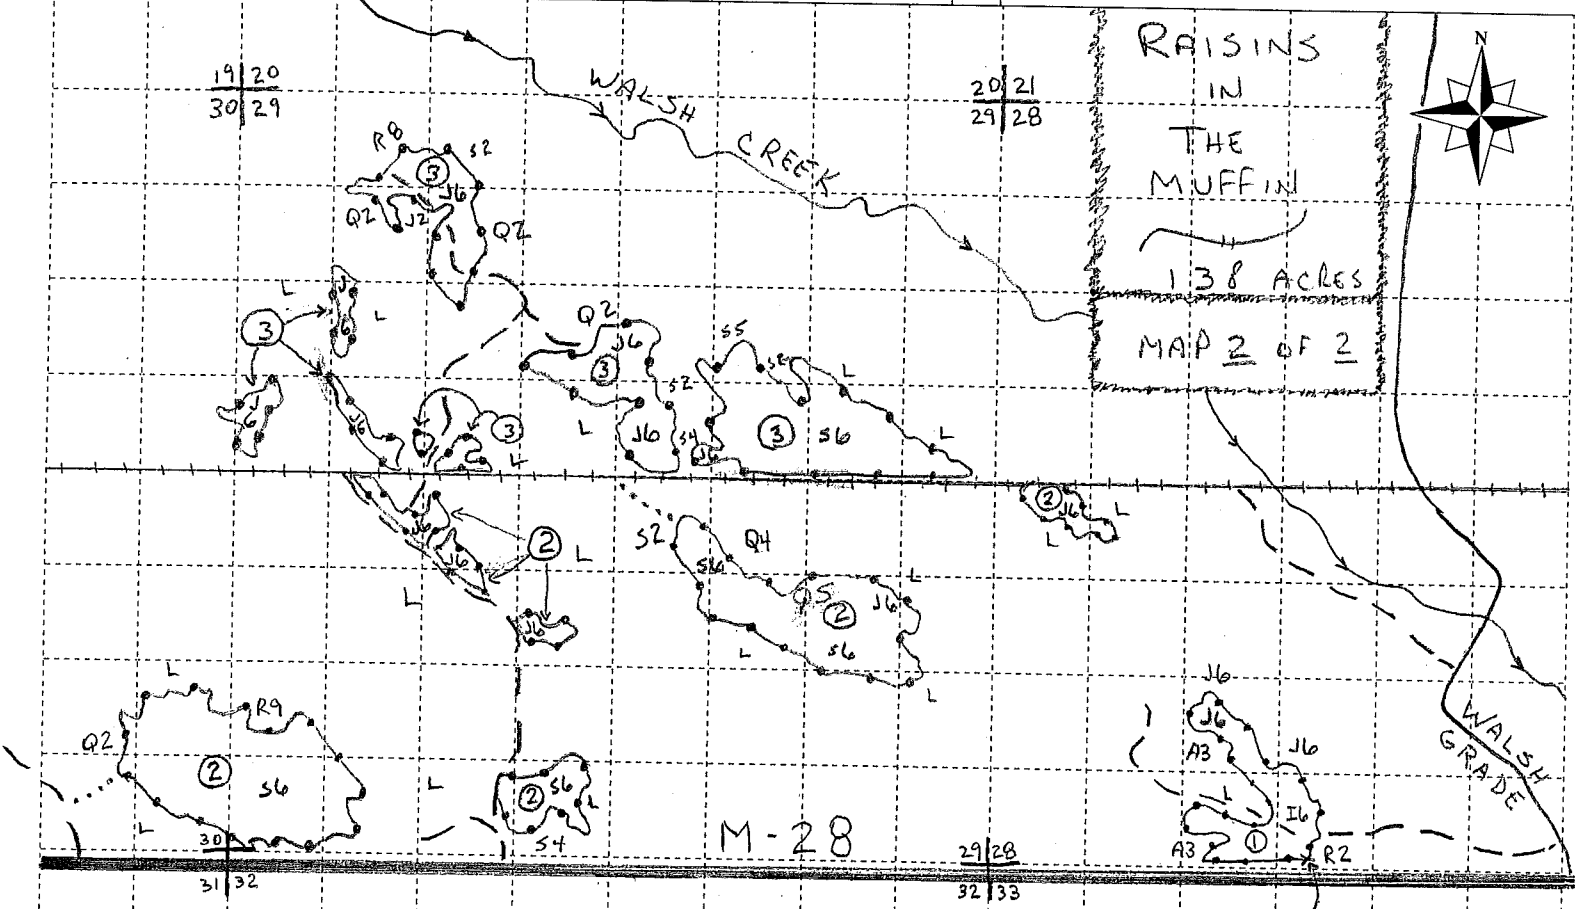 RAISINS
IN
THE
MUFFIN
138 ACRES
MAP 2 OF 2
N
19 20
30 29
20 21
29 28
WALSH
CREEK
R8
S2
3
J6
Q2
J2
Q2
L
J6
L
3
J6
J6
Q2
J6
3
S2
L
J6
S4
J6
S5
S2
L
3
S6
L
3
L
2
J6
L
L
J6
J6
2
L
L
J6
S2
Q4
S6
Q5
2
J6
L
S6
L
L
L
R9
Q2
2
S6
L
L
30
31 32
2
S6
L
S4
M-28
29 28
32 33
J6
J6
A3
J6
L
I6
A3
1
R2
WALSH
GRADE